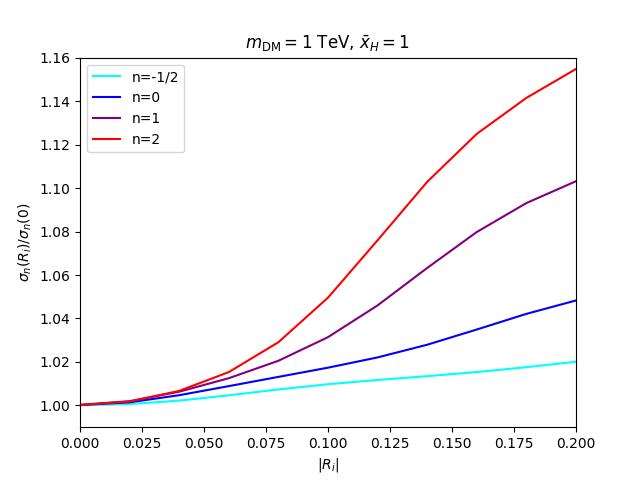 m_DM = 1 TeV, x̄_H = 1
1.16
1.14
1.12
1.10
1.08
1.06
1.04
1.02
1.00
σ_n(R_i)/σ_n(0)
n=-1/2
n=0
n=1
n=2
0.000 0.025 0.050 0.075 0.100 0.125 0.150 0.175 0.200
|R_i|